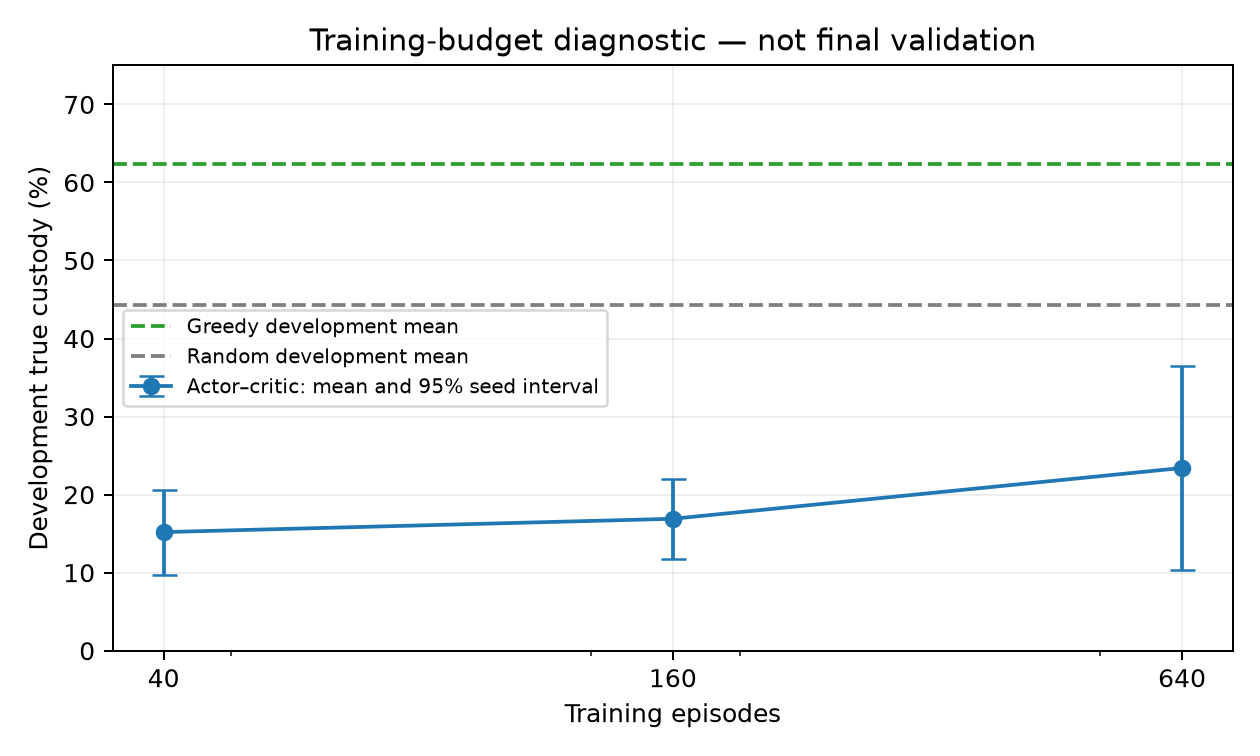 Training-budget diagnostic — not final validation
Development true custody (%)
70
60
50
40
30
20
10
0
Greedy development mean
Random development mean
Actor–critic: mean and 95% seed interval
40
160
640
Training episodes